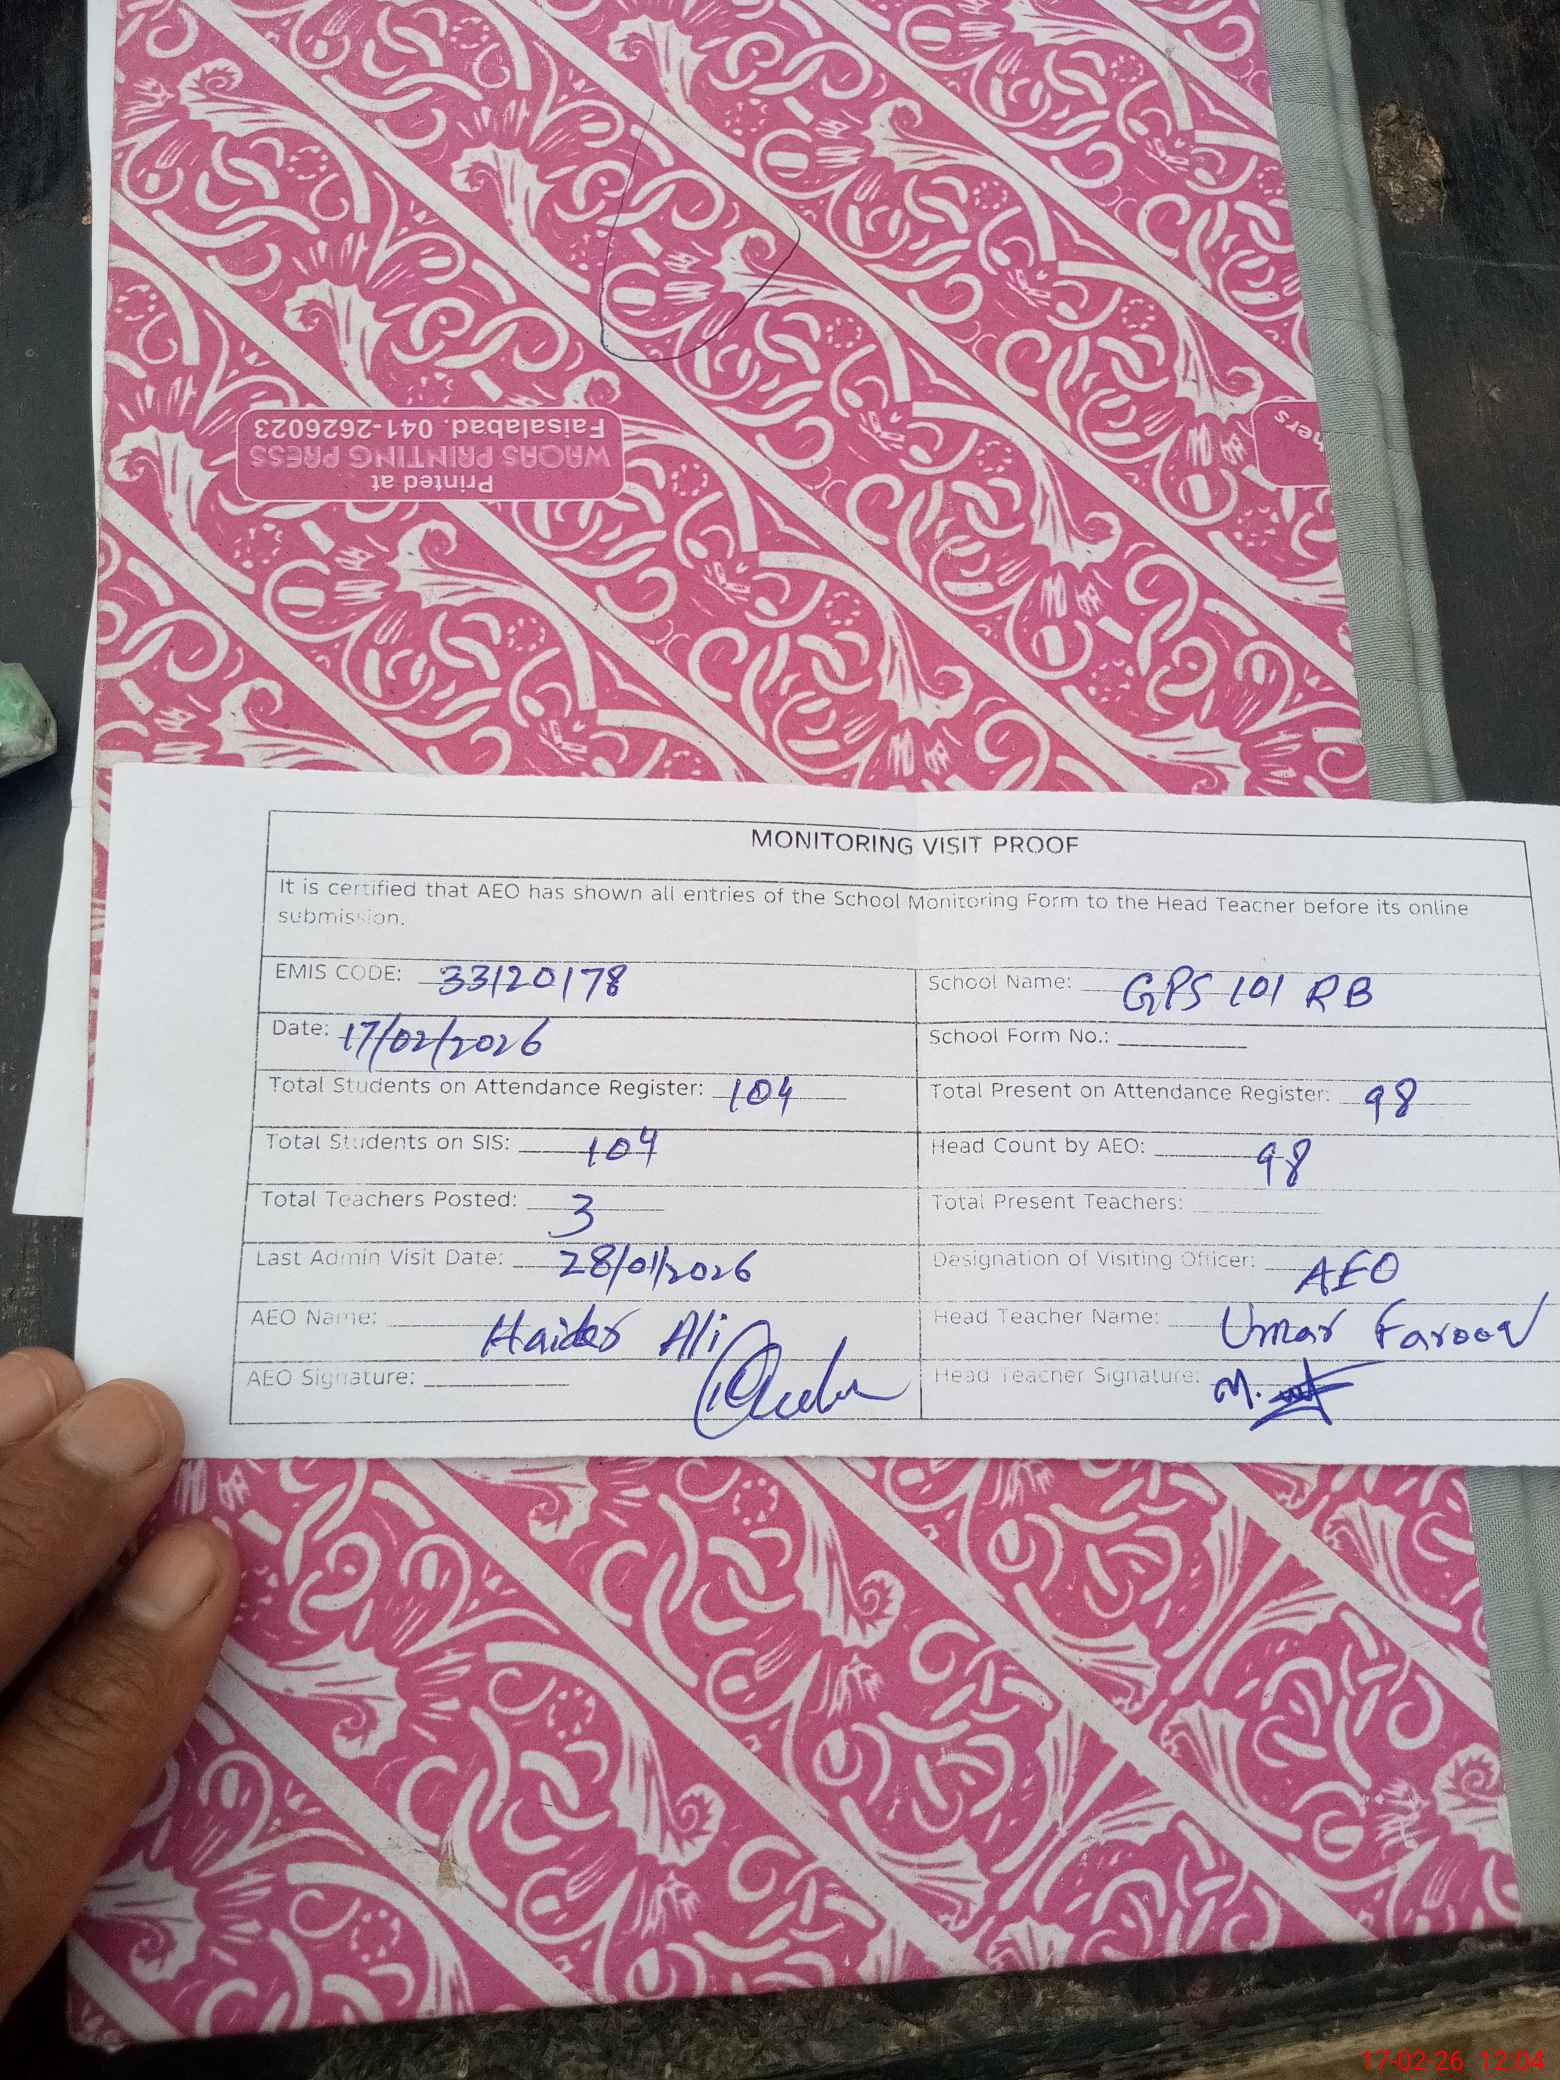 Printed at
WAQAS PRINTING PRESS
Faisalabad. 041-2626023
hers
MONITORING VISIT PROOF
It is certified that AEO has shown all entries of the School Monitoring Form to the Head Teacher before its online
submission.
EMIS CODE: 33120178
School Name: GPS 101 RB
Date: 17/02/2026
School Form No.:
Total Students on Attendance Register: 104
Total Present on Attendance Register: 98
Total Students on SIS: 104
Head Count by AEO: 98
Total Teachers Posted: 3
Total Present Teachers:
Last Admin Visit Date: 28/01/2026
Designation of Visiting Officer: AEO
AEO Name: Haider Ali
Head Teacher Name: Umar Farooq
AEO Signature:
Head Teacher Signature: M.
17-02-26 12:04